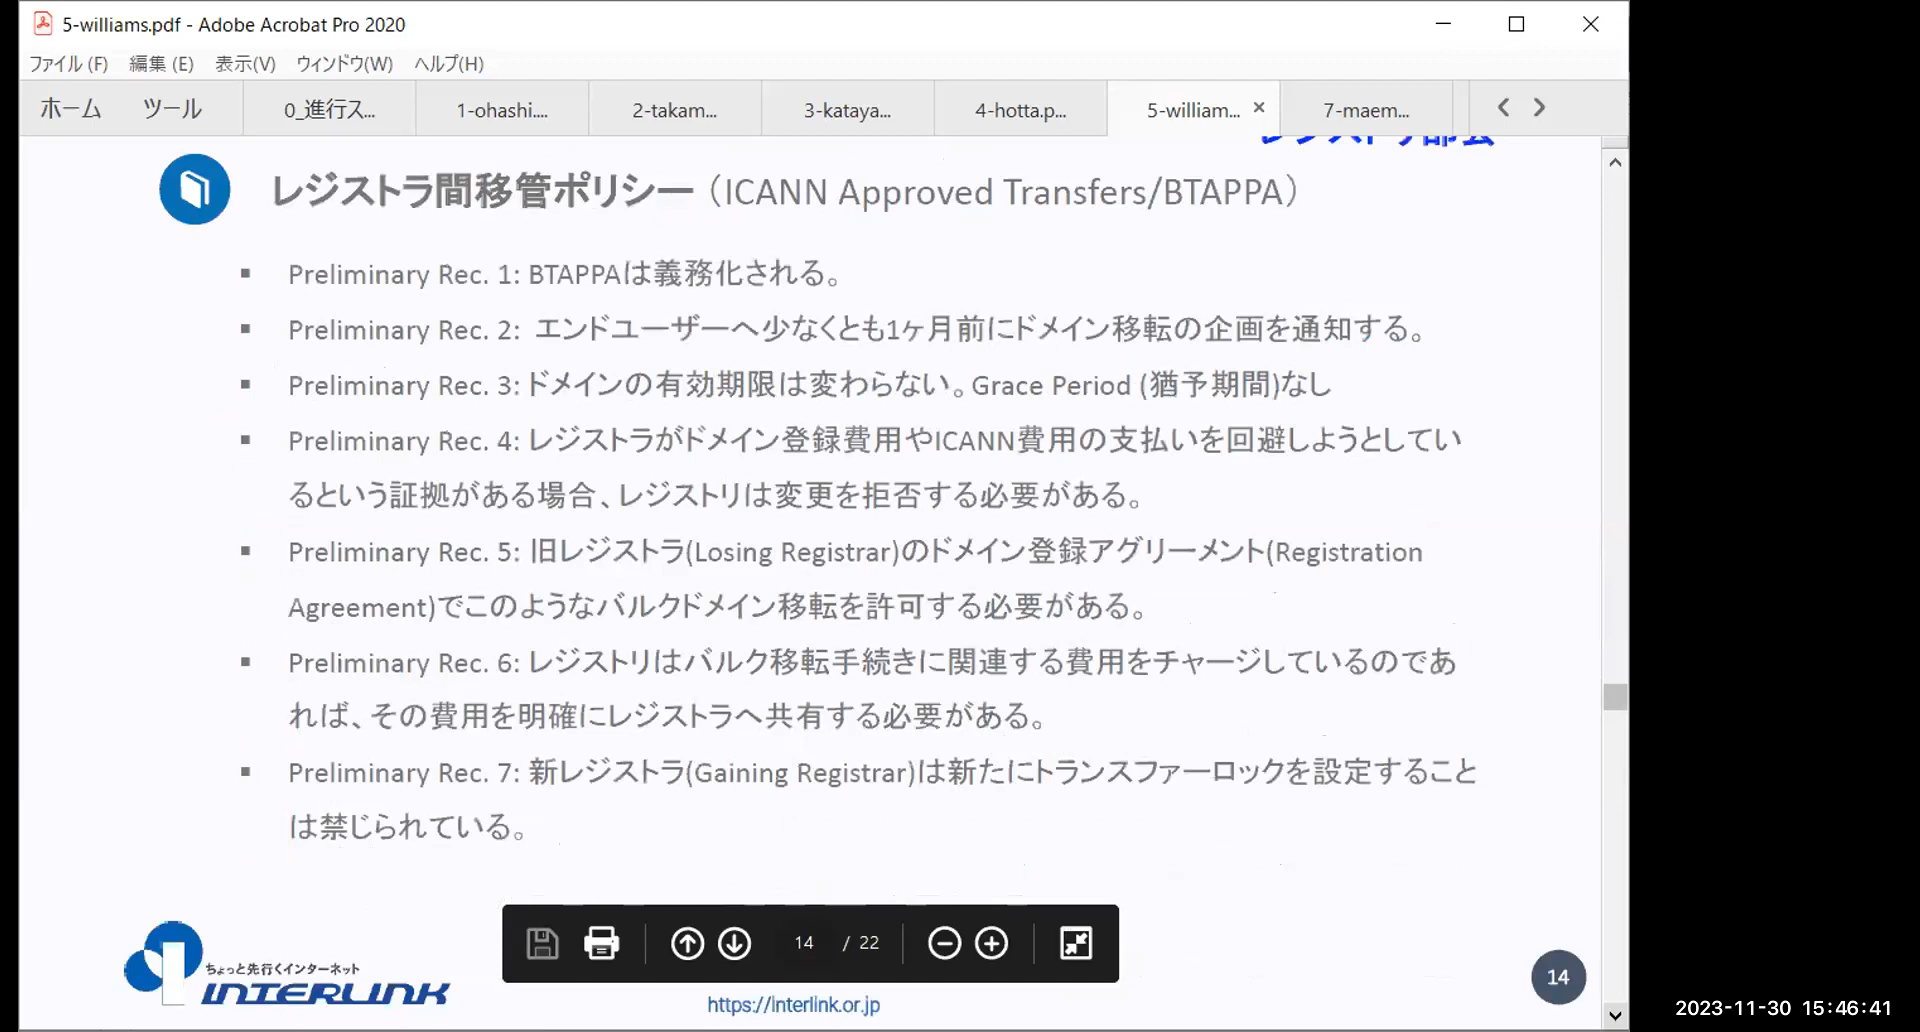 5-williams.pdf - Adobe Acrobat Pro 2020
ファイル (F) 編集 (E) 表示(V) ウィンドウ(W) ヘルプ(H)
ホーム ツール 0_進行ス... 1-ohashi.... 2-takam... 3-kataya... 4-hotta.p... 5-william... 7-maem...
レジストラ間移管ポリシー（ICANN Approved Transfers/BTAPPA）
▪ Preliminary Rec. 1: BTAPPAは義務化される。
▪ Preliminary Rec. 2: エンドユーザーへ少なくとも1ヶ月前にドメイン移転の企画を通知する。
▪ Preliminary Rec. 3: ドメインの有効期限は変わらない。Grace Period (猶予期間)なし
▪ Preliminary Rec. 4: レジストラがドメイン登録費用やICANN費用の支払いを回避しようとしてい
るという証拠がある場合、レジストリは変更を拒否する必要がある。
▪ Preliminary Rec. 5: 旧レジストラ(Losing Registrar)のドメイン登録アグリーメント(Registration
Agreement)でこのようなバルクドメイン移転を許可する必要がある。
▪ Preliminary Rec. 6: レジストリはバルク移転手続きに関連する費用をチャージしているのであ
れば、その費用を明確にレジストラへ共有する必要がある。
▪ Preliminary Rec. 7: 新レジストラ(Gaining Registrar)は新たにトランスファーロックを設定すること
は禁じられている。
14 / 22
ちょっと先行くインターネット
INTERLINK
https://interlink.or.jp
14
2023-11-30 15:46:41